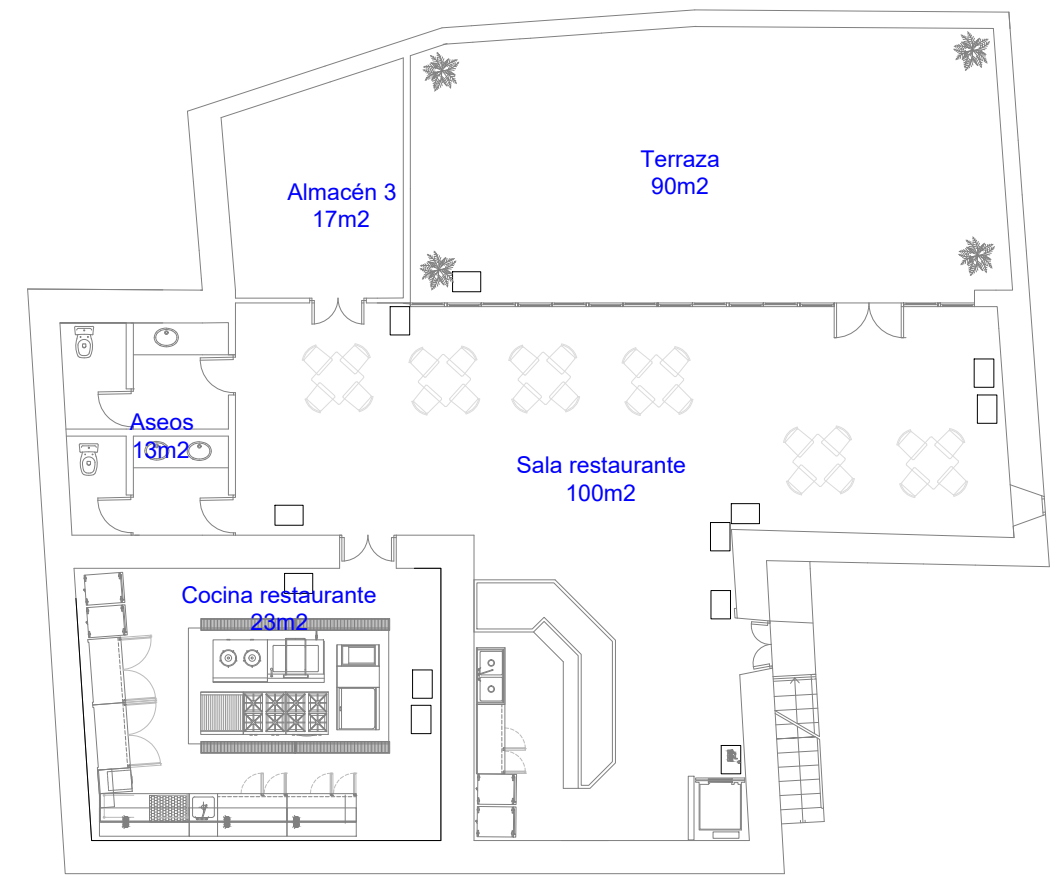 Terraza
90m2
Almacén 3
17m2
Aseos
13m2
Sala restaurante
100m2
Cocina restaurante
23m2